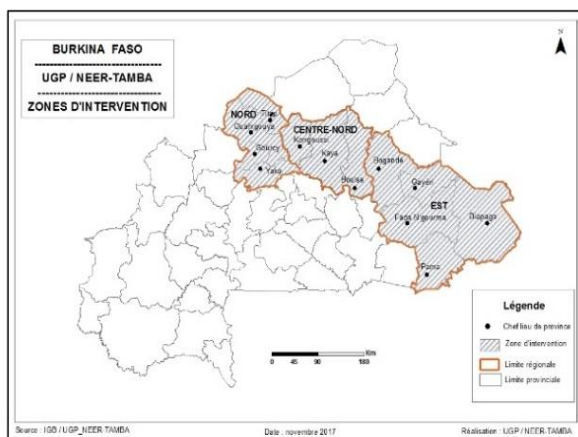 BURKINA FASO
UGP / NEER-TAMBA
ZONES D'INTERVENTION
N
NORD
Titao
Ouahigouya
Gourcy
Yako
CENTRE-NORD
Kongoussi
Kaya
Boulsa
Bogandé
Gayeri
EST
Fada N'gourma
Diapaga
Pama
Légende
Chef lieu de province
Zone d'intervention
Limite régionale
Limite provinciale
Km
0 45 90 180
Source : IGB / UGP_NEER-TAMBA
Date : novembre 2017
Réalisation : UGP / NEER-TAMBA